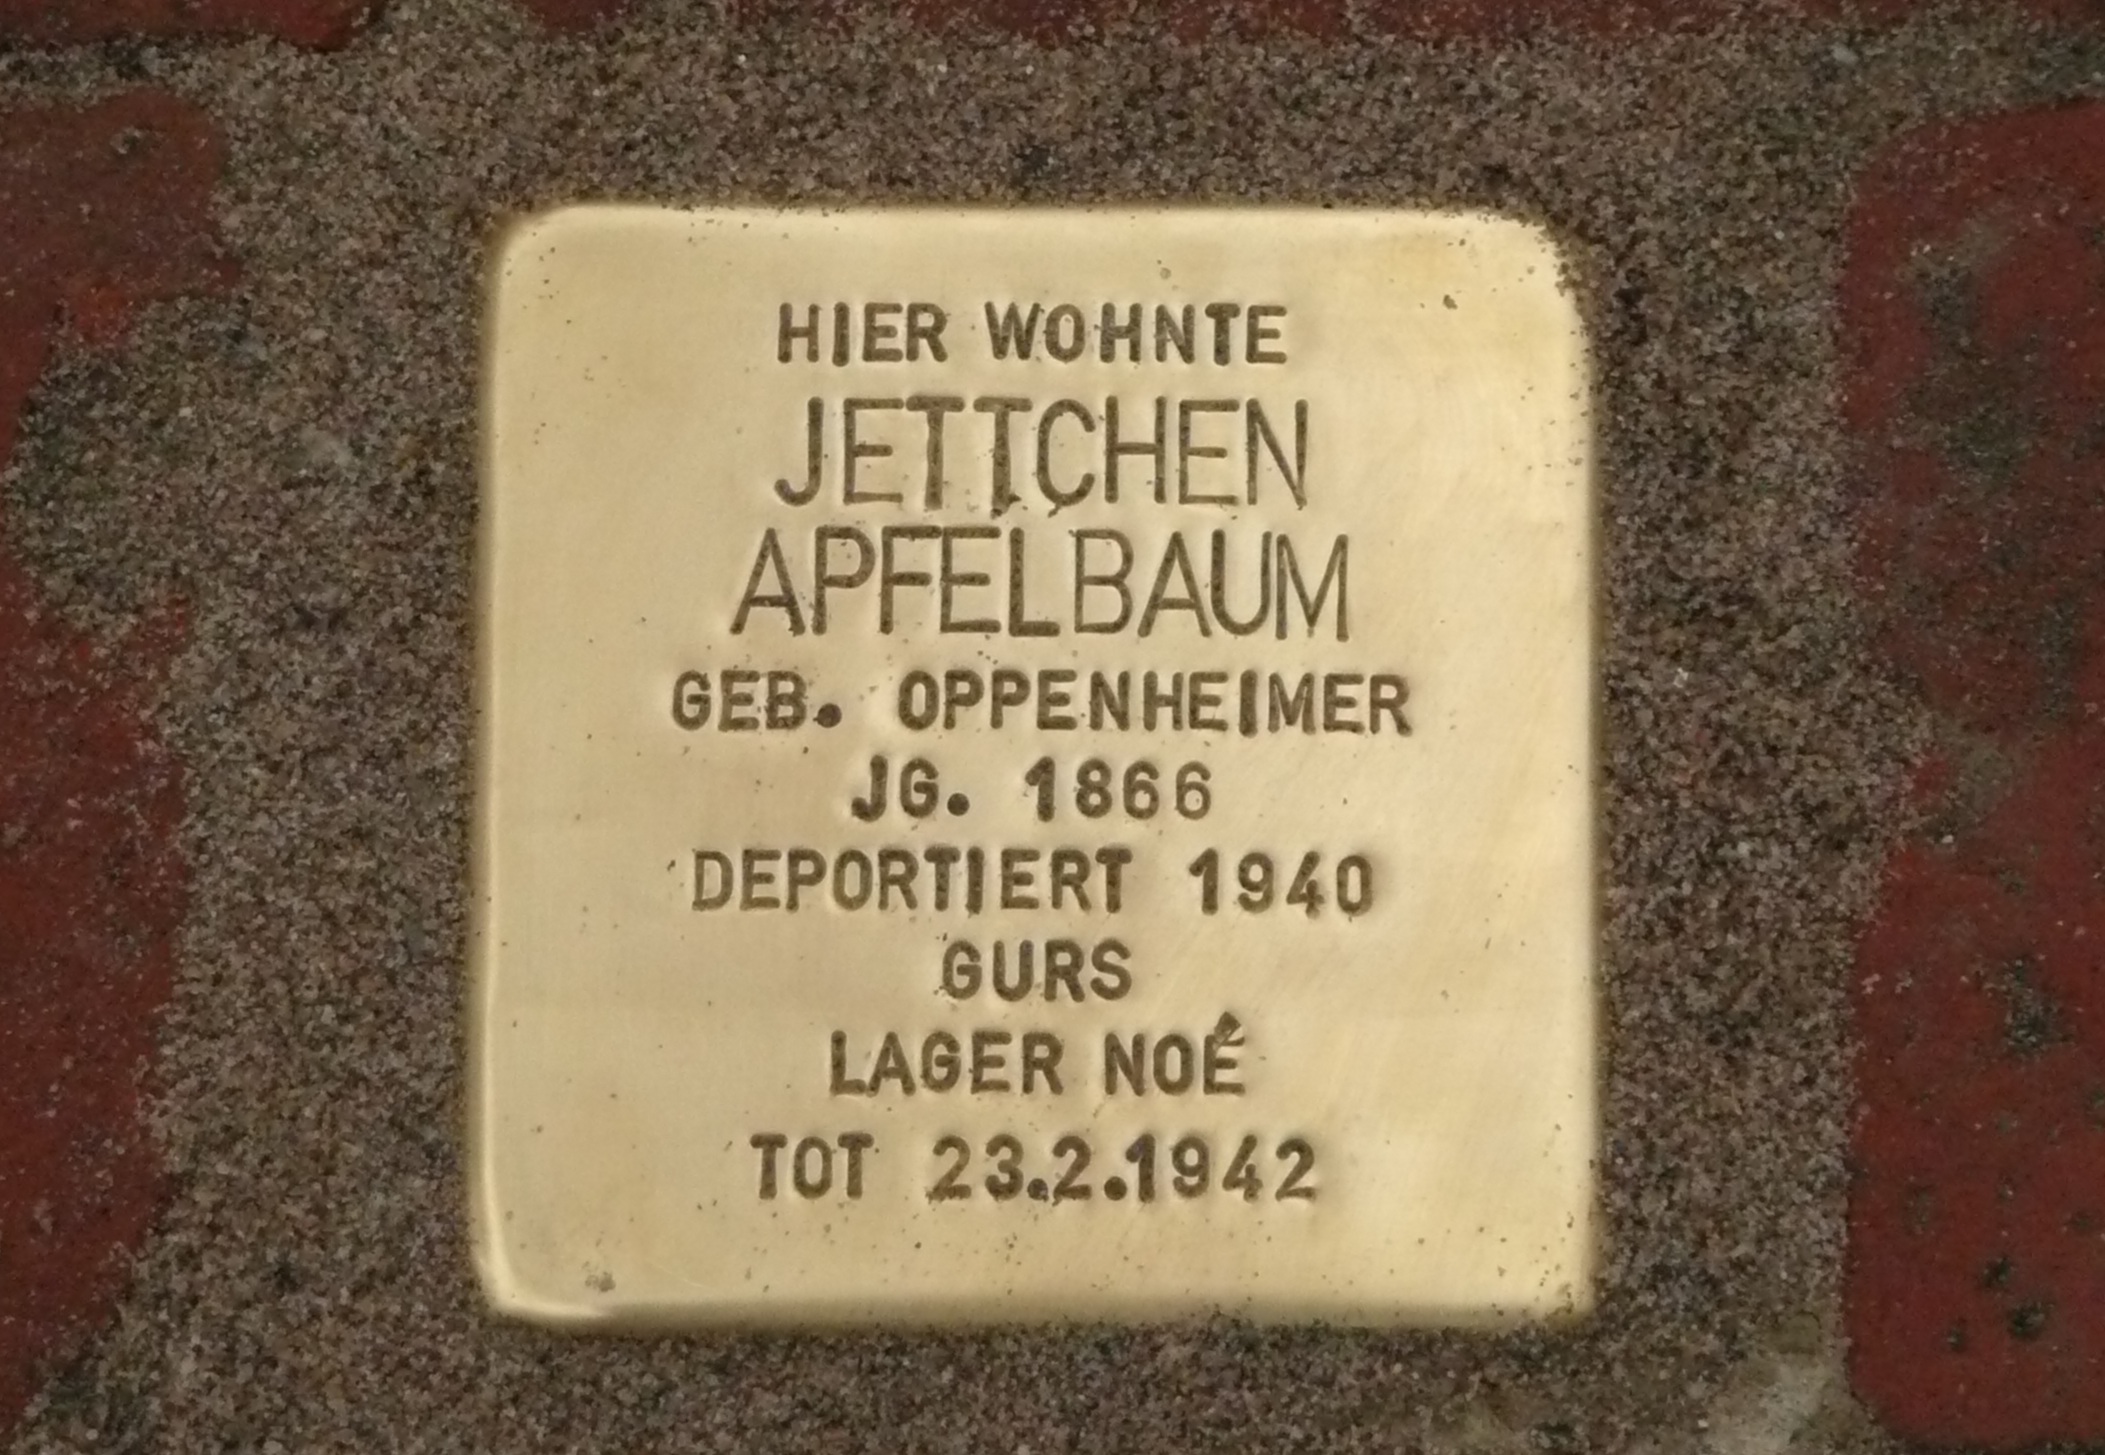 HIER WOHNTE
JETTCHEN
APFELBAUM
GEB. OPPENHEIMER
JG. 1866
DEPORTIERT 1940
GURS
LAGER NOÉ
TOT 23.2.1942